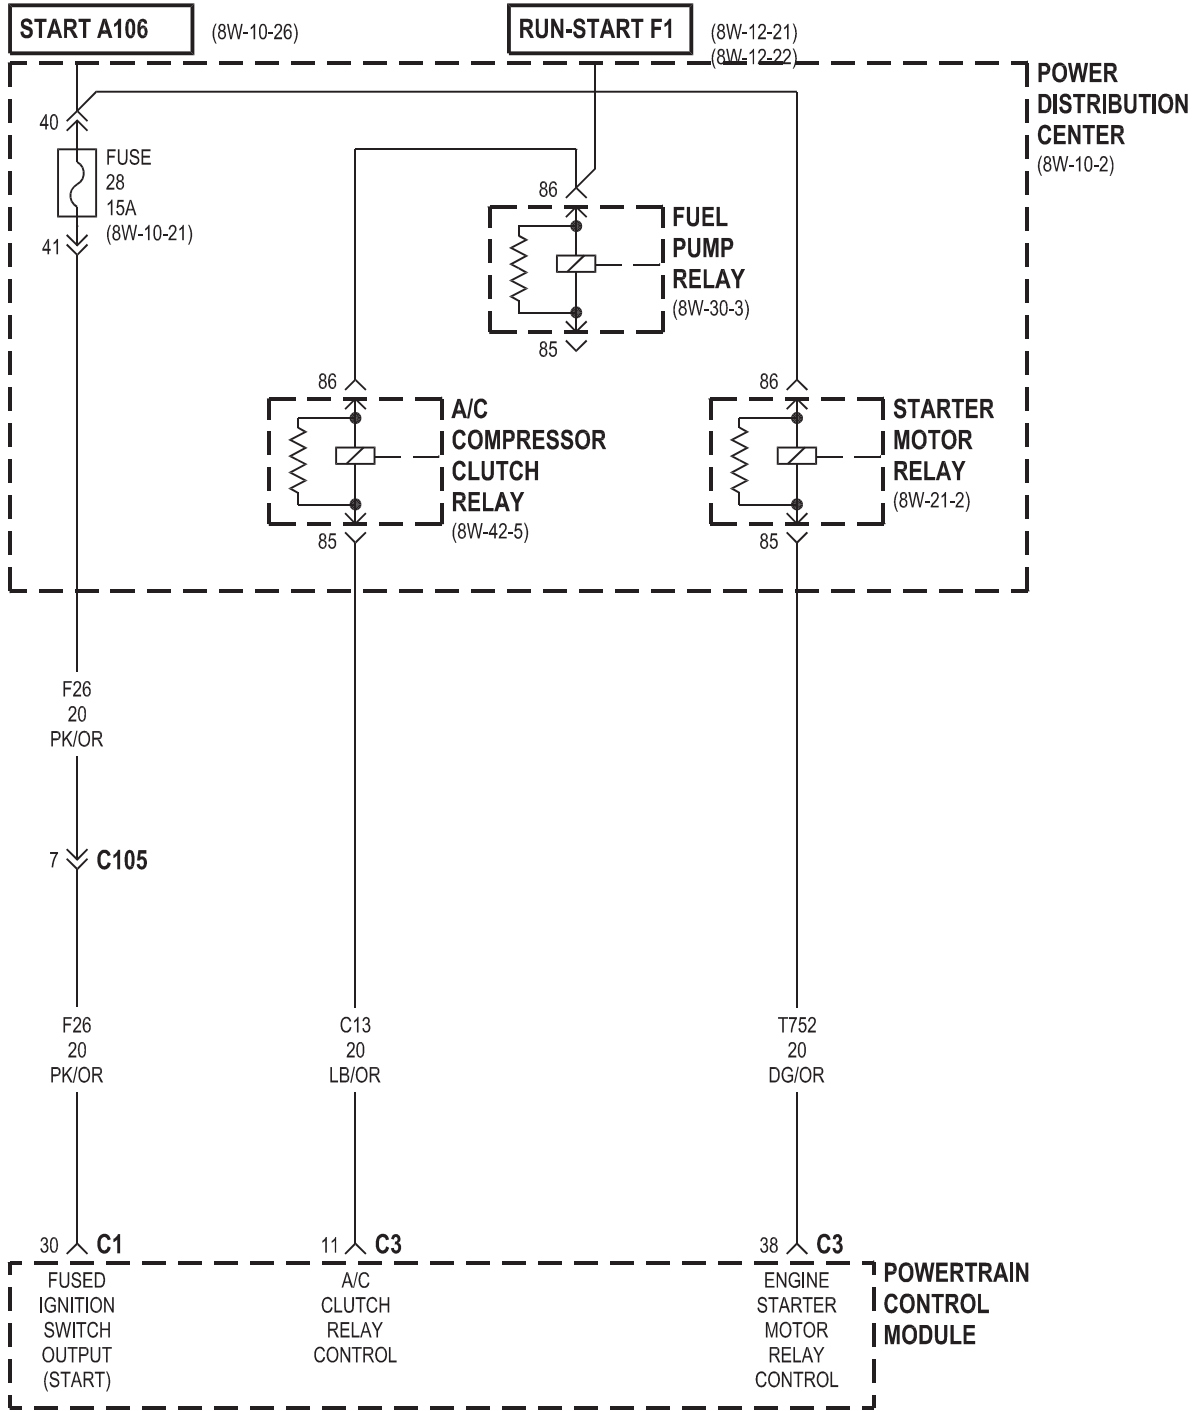 START A106
(8W-10-26)
RUN-START F1
(8W-12-21)
(8W-12-22)
POWER
DISTRIBUTION
CENTER
(8W-10-2)
40
FUSE
28
15A
(8W-10-21)
41
86
FUEL
PUMP
RELAY
(8W-30-3)
85
86
A/C
COMPRESSOR
CLUTCH
RELAY
(8W-42-5)
85
86
STARTER
MOTOR
RELAY
(8W-21-2)
85
F26
20
PK/OR
7
C105
F26
20
PK/OR
C13
20
LB/OR
T752
20
DG/OR
30
C1
11
C3
38
C3
FUSED
IGNITION
SWITCH
OUTPUT
(START)
A/C
CLUTCH
RELAY
CONTROL
ENGINE
STARTER
MOTOR
RELAY
CONTROL
POWERTRAIN
CONTROL
MODULE